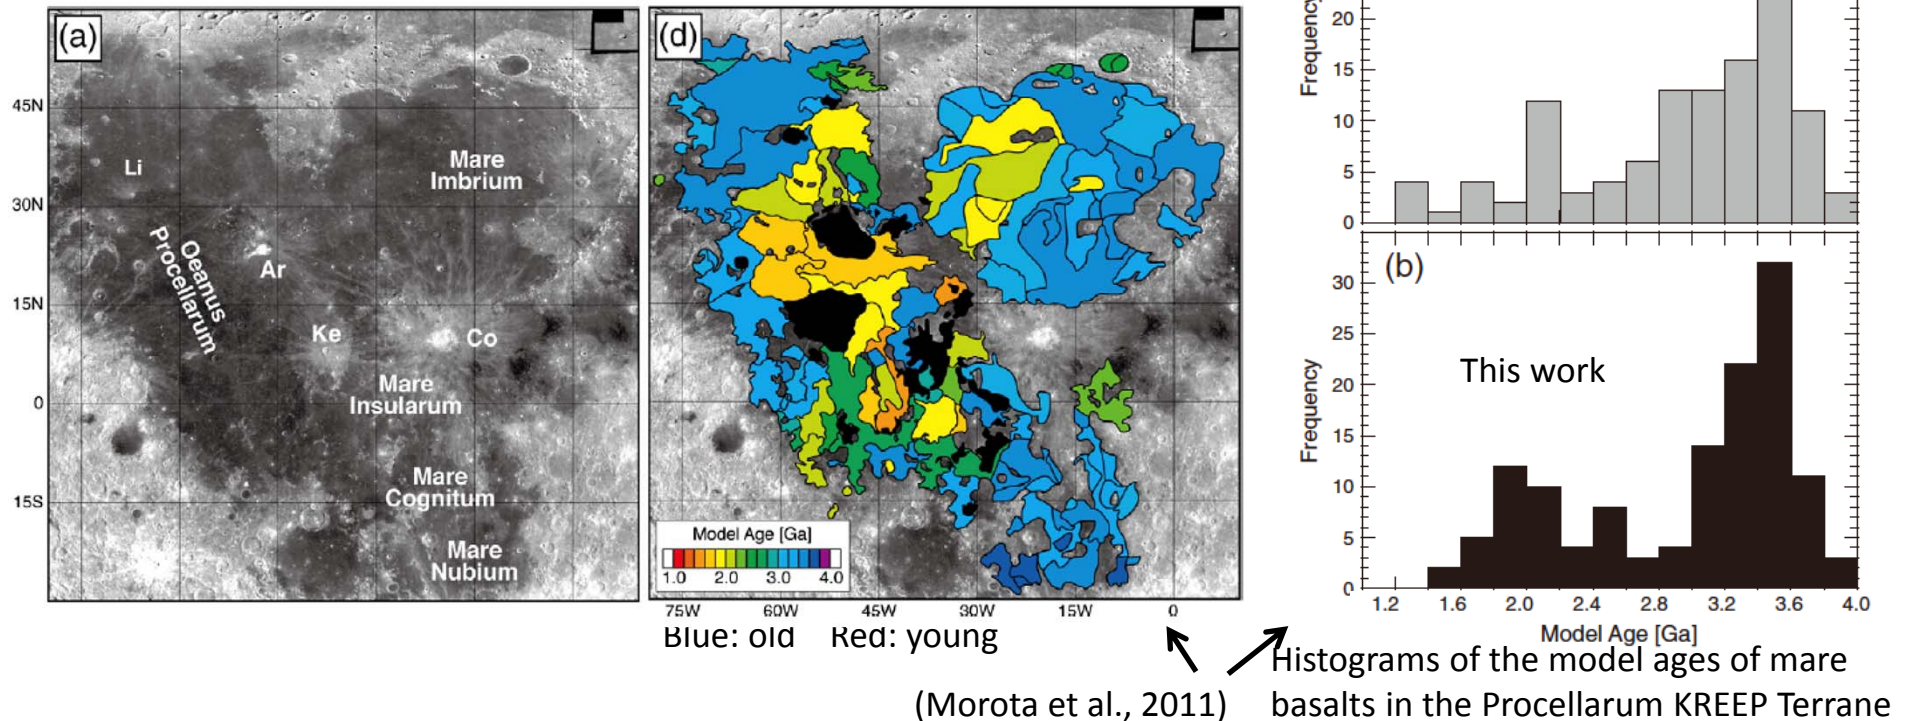 (a)
45N
30N
15N
0
15S
Li
Mare
Imbrium
Oeanus
Procellarum
Ar
Ke
Co
Mare
Insularum
Mare
Cognitum
Mare
Nubium
(d)
Model Age [Ga]
1.0 2.0 3.0 4.0
75W 60W 45W 30W 15W 0
Blue: old Red: young
(Morota et al., 2011)
Frequency
20
15
10
5
0
(b)
This work
Frequency
30
25
20
15
10
5
0
1.2 1.6 2.0 2.4 2.8 3.2 3.6 4.0
Model Age [Ga]
Histograms of the model ages of mare
basalts in the Procellarum KREEP Terrane